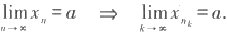 lim_{n→∞} x_n = a ⇒ lim_{k→∞} x_{n_k} = a.